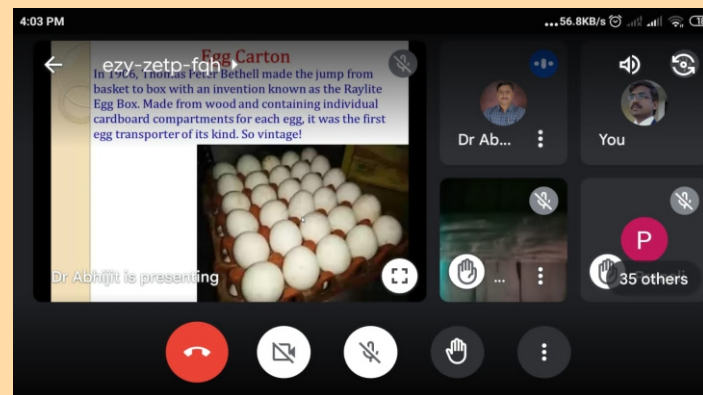 4:03 PM
...56.8KB/s
ezy-zetp-fqh
Egg Carton
In 1906, Thomas Peter Bethell made the jump from
basket to box with an invention known as the Raylite
Egg Box. Made from wood and containing individual
cardboard compartments for each egg, it was the first
egg transporter of its kind. So vintage!
Dr Abhijit is presenting
Dr Ab...
You
...
P
35 others